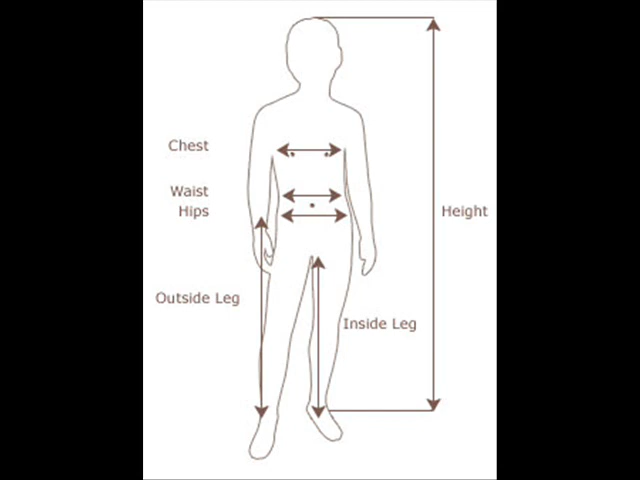 Chest
Waist
Hips
Height
Outside Leg
Inside Leg